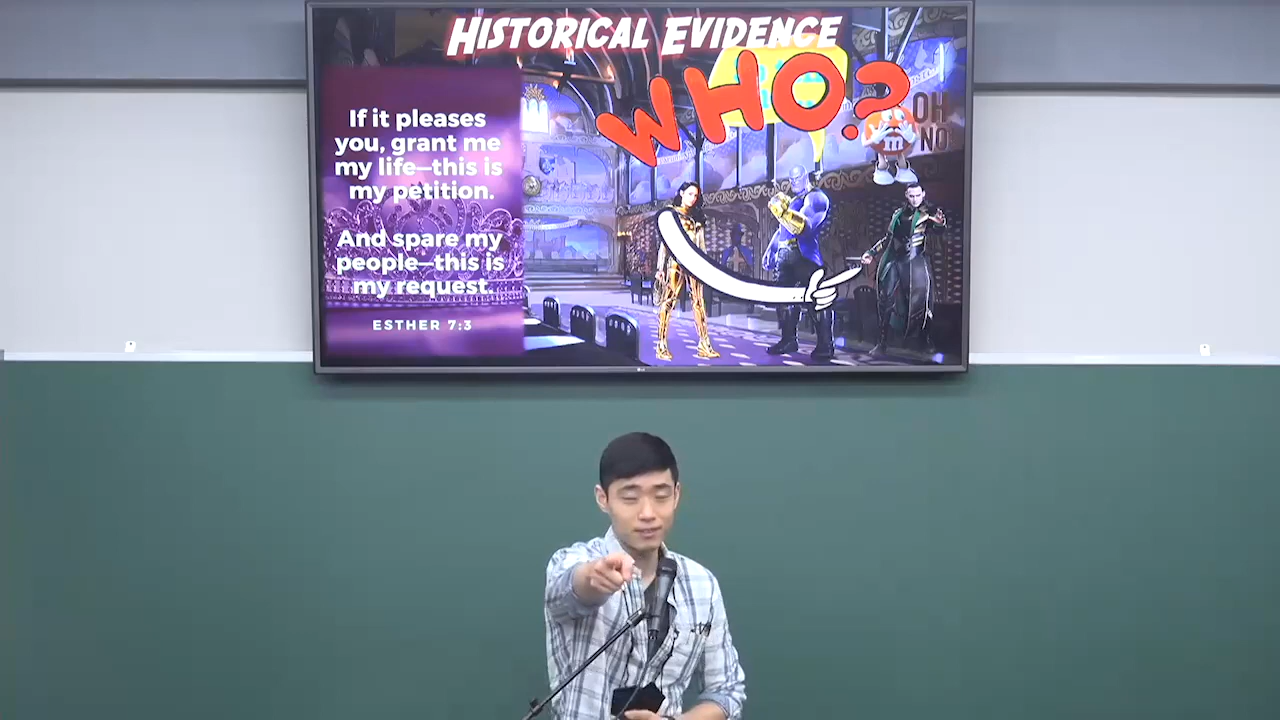 HISTORICAL EVIDENCE
WHO?
OH
NO
m
If it pleases
you, grant me
my life—this is
my petition.
And spare my
people—this is
my request.
ESTHER 7:3
LG